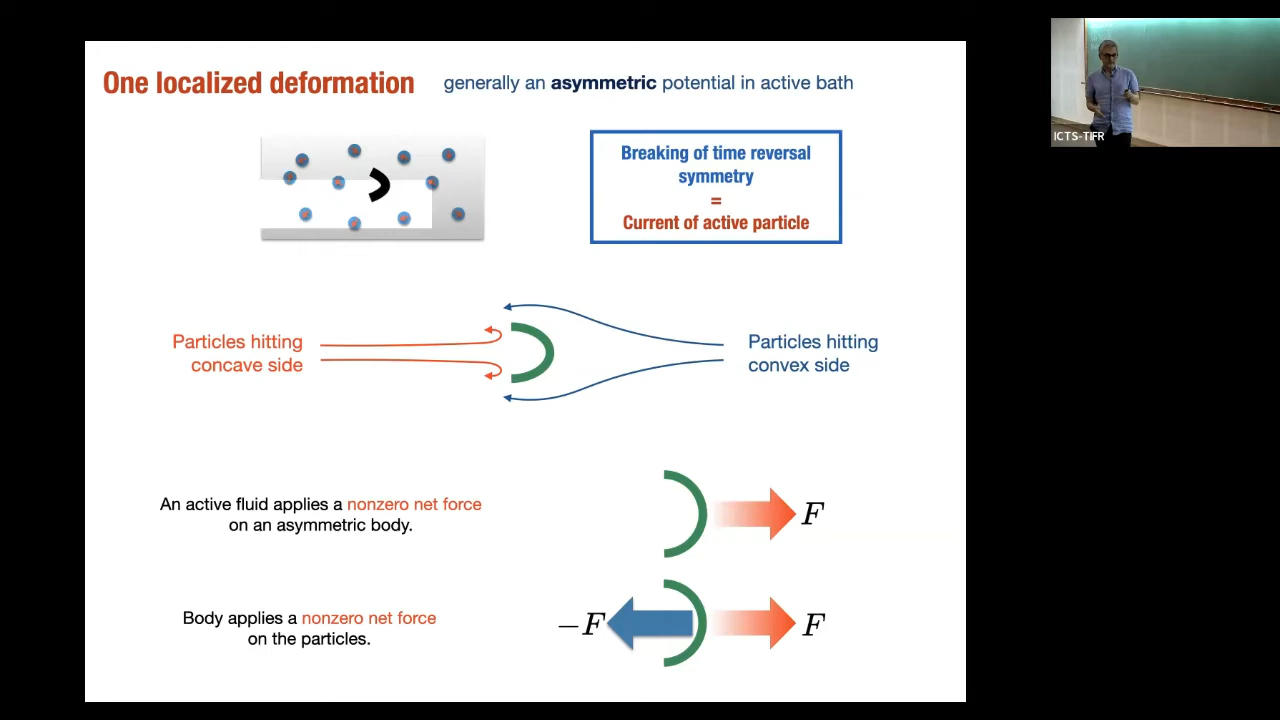 One localized deformation generally an asymmetric potential in active bath
Breaking of time reversal
symmetry
=
Current of active particle
Particles hitting
concave side
Particles hitting
convex side
An active fluid applies a nonzero net force
on an asymmetric body.
F
Body applies a nonzero net force
on the particles.
−F
F
ICTS-TIFR